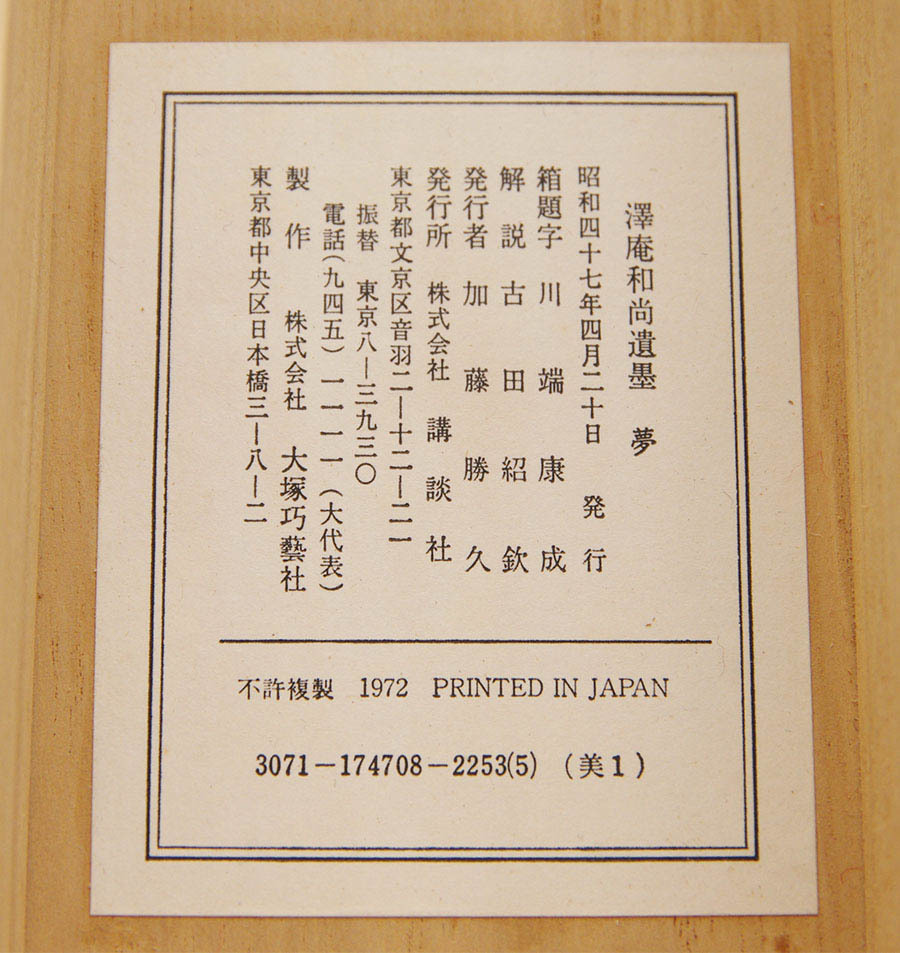 澤庵和尚遺墨 夢
昭和四十七年四月二十日 発行
箱題字 川端康成
解説 古田紹欽
発行者 加藤勝久
発行所 株式会社 講談社
東京都文京区音羽二ー十二ー二一
振替 東京八ー三九三〇
電話(九四五)一一一一(大代表)
製作 株式会社 大塚巧藝社
東京都中央区日本橋三ー八ー二
不許複製 1972 PRINTED IN JAPAN
3071-174708-2253(5) (美1)